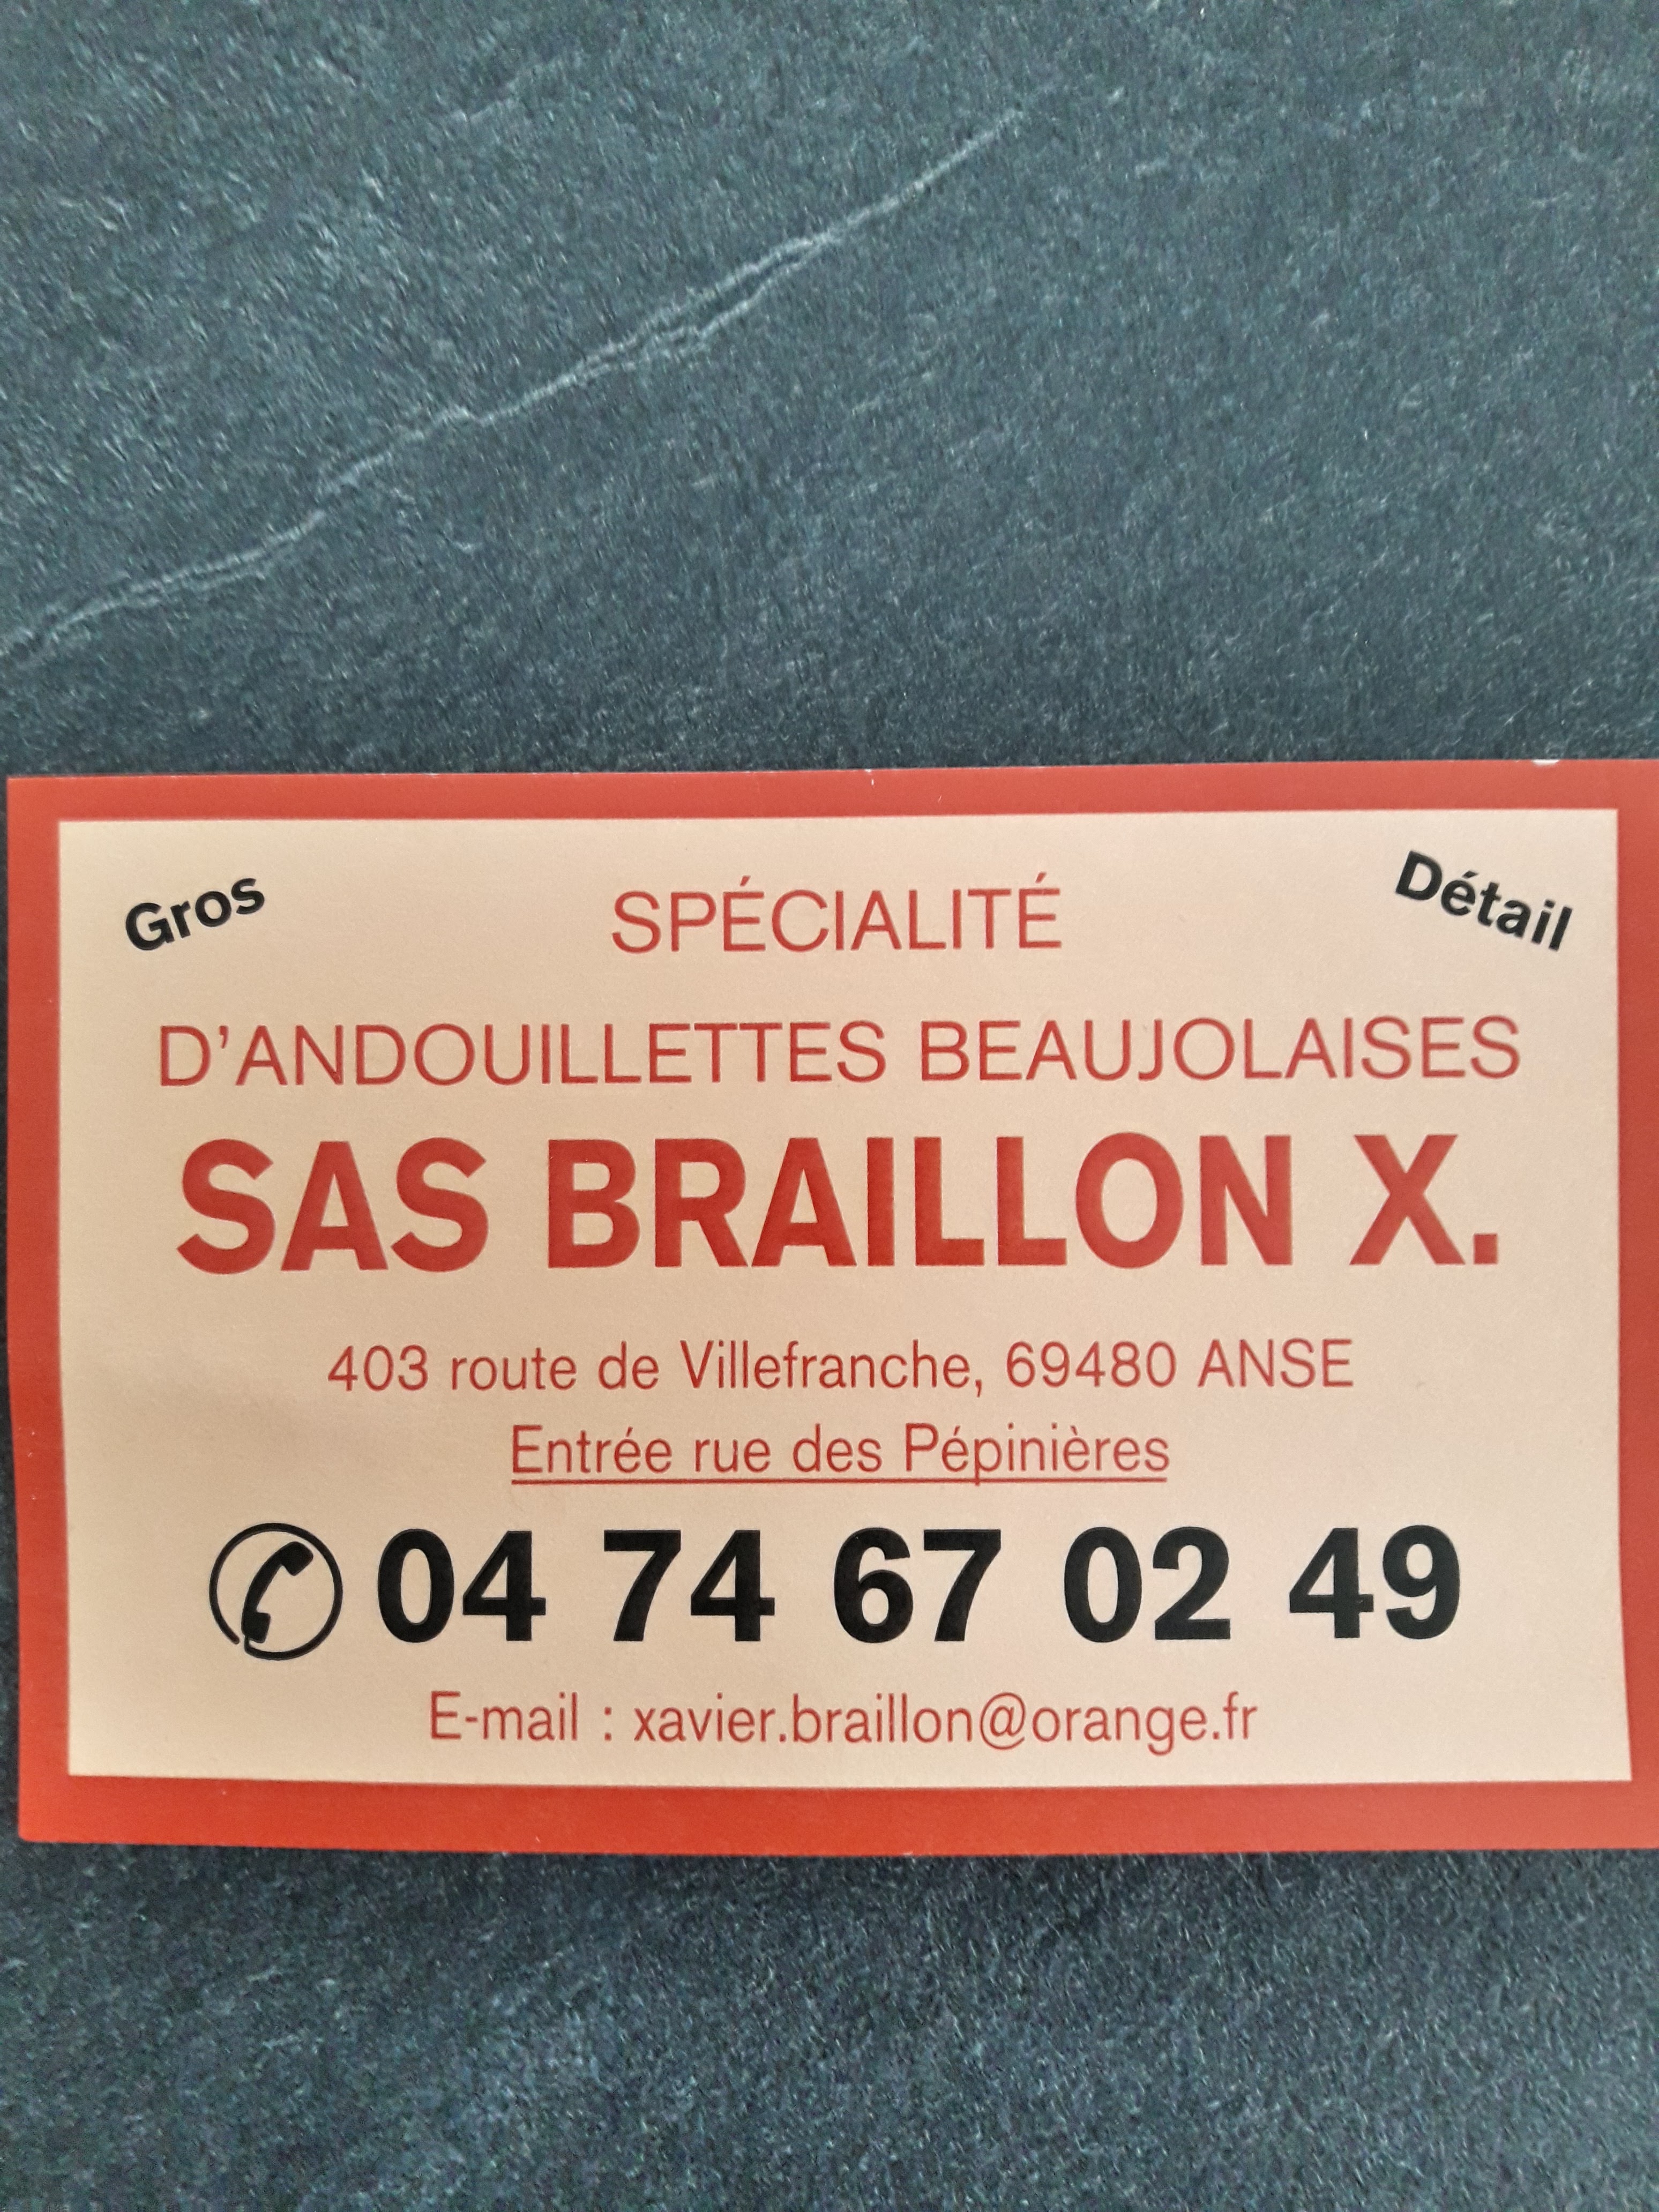 Gros
Détail
SPÉCIALITÉ
D'ANDOUILLETTES BEAUJOLAISES
SAS BRAILLON X.
403 route de Villefranche, 69480 ANSE
Entrée rue des Pépinières
✆ 04 74 67 02 49
E-mail : xavier.braillon@orange.fr